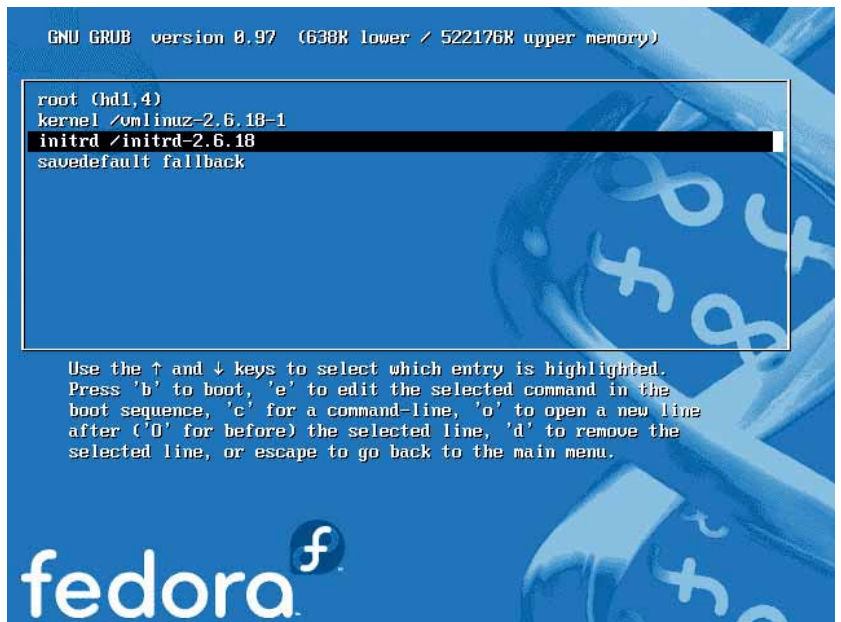 GNU GRUB version 0.97 (638K lower / 522176K upper memory)
root (hd1,4)
kernel /vmlinuz-2.6.18-1
initrd /initrd-2.6.18
savedefault fallback
Use the ↑ and ↓ keys to select which entry is highlighted.
Press 'b' to boot, 'e' to edit the selected command in the
boot sequence, 'c' for a command-line, 'o' to open a new line
after ('O' for before) the selected line, 'd' to remove the
selected line, or escape to go back to the main menu.
fedora